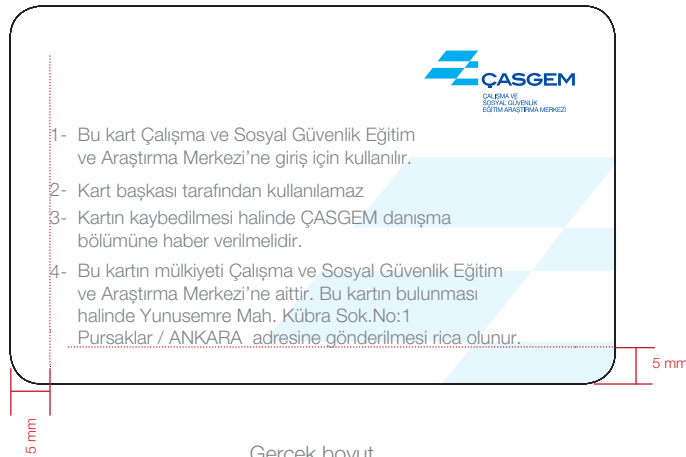 ÇASGEM
ÇALIŞMA VE
SOSYAL GÜVENLİK
EĞİTİM ARAŞTIRMA MERKEZİ
1- Bu kart Çalışma ve Sosyal Güvenlik Eğitim
ve Araştırma Merkezi'ne giriş için kullanılır.
2- Kart başkası tarafından kullanılamaz
3- Kartın kaybedilmesi halinde ÇASGEM danışma
bölümüne haber verilmelidir.
4- Bu kartın mülkiyeti Çalışma ve Sosyal Güvenlik Eğitim
ve Araştırma Merkezi'ne aittir. Bu kartın bulunması
halinde Yunusemre Mah. Kübra Sok.No:1
Pursaklar / ANKARA adresine gönderilmesi rica olunur.
5 mm
5 mm
Gerçek boyut